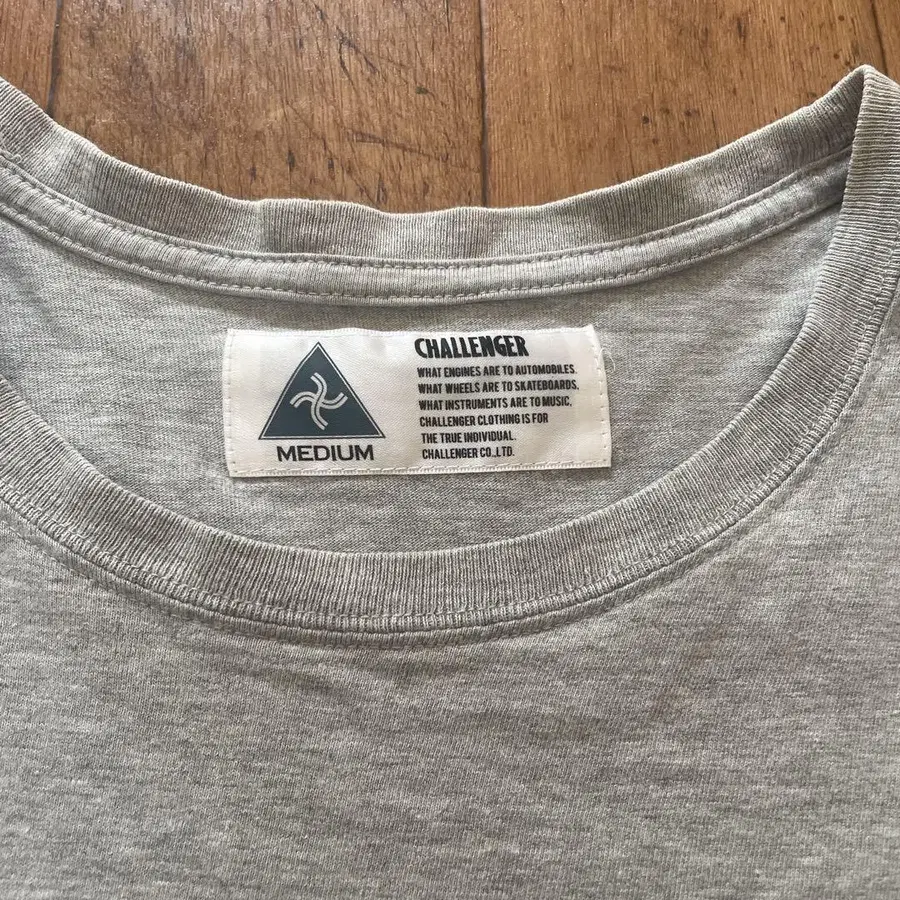 MEDIUM
CHALLENGER
WHAT ENGINES ARE TO AUTOMOBILES.
WHAT WHEELS ARE TO SKATEBOARDS.
WHAT INSTRUMENTS ARE TO MUSIC.
CHALLENGER CLOTHING IS FOR
THE TRUE INDIVIDUAL.
CHALLENGER CO.,LTD.